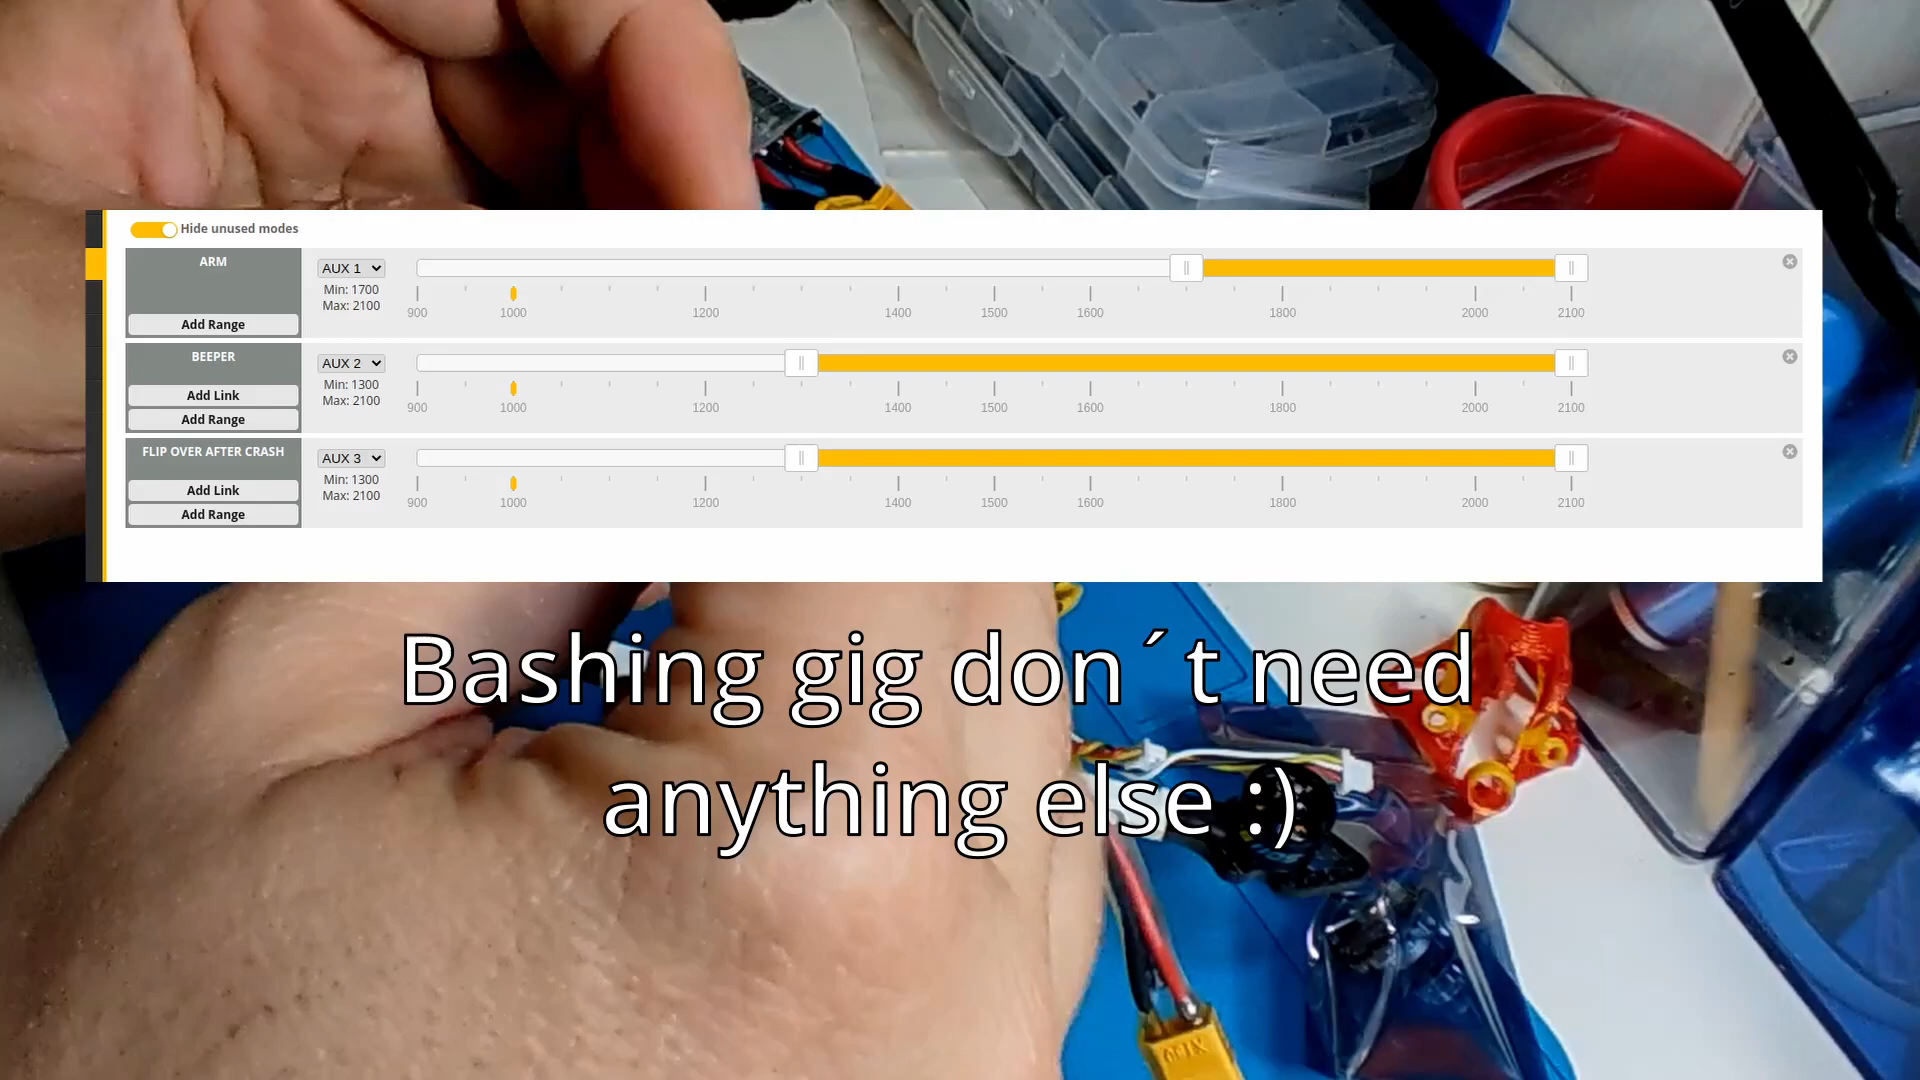 Hide unused modes
ARM
AUX 1
Min: 1700
Max: 2100
Add Range
900 1000 1200 1400 1500 1600 1800 2000 2100
BEEPER
AUX 2
Min: 1300
Max: 2100
Add Link
Add Range
900 1000 1200 1400 1500 1600 1800 2000 2100
FLIP OVER AFTER CRASH
AUX 3
Min: 1300
Max: 2100
Add Link
Add Range
900 1000 1200 1400 1500 1600 1800 2000 2100
Bashing gig don´t need
anything else :)